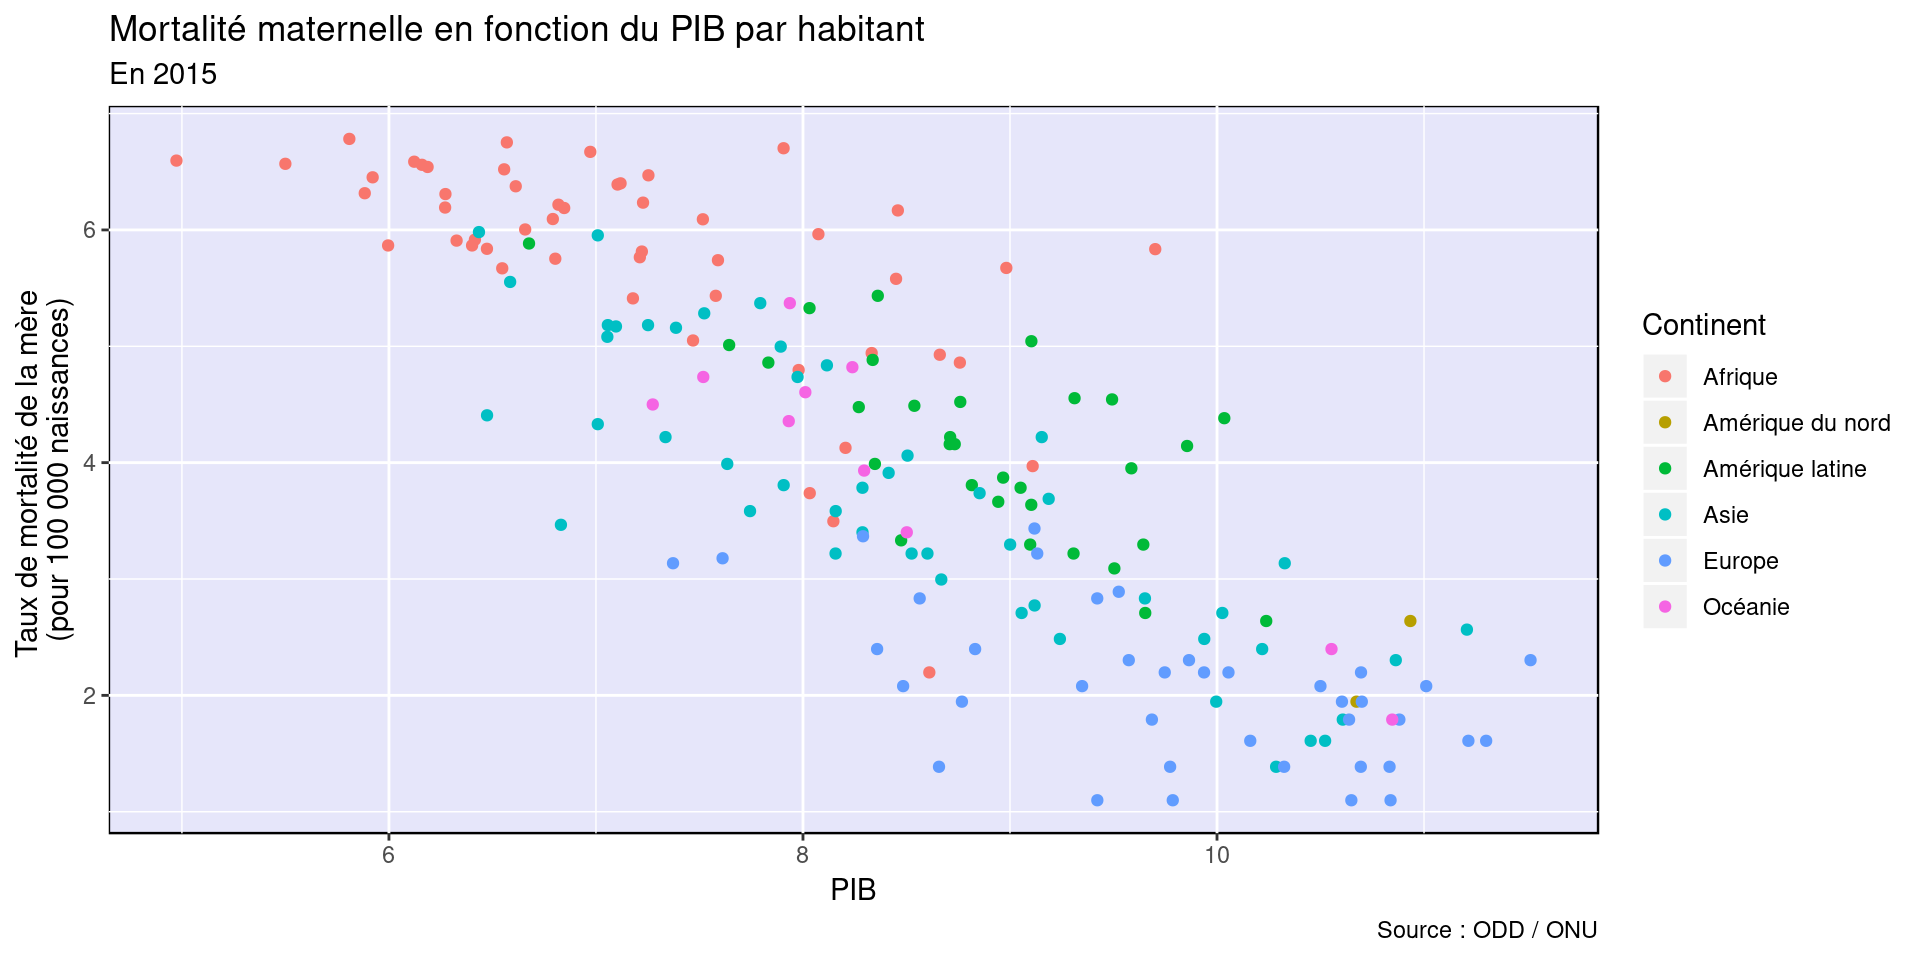 Mortalité maternelle en fonction du PIB par habitant
En 2015
Taux de mortalité de la mère
(pour 100 000 naissances)
6
4
2
6
8
10
PIB
Continent
Afrique
Amérique du nord
Amérique latine
Asie
Europe
Océanie
Source : ODD / ONU